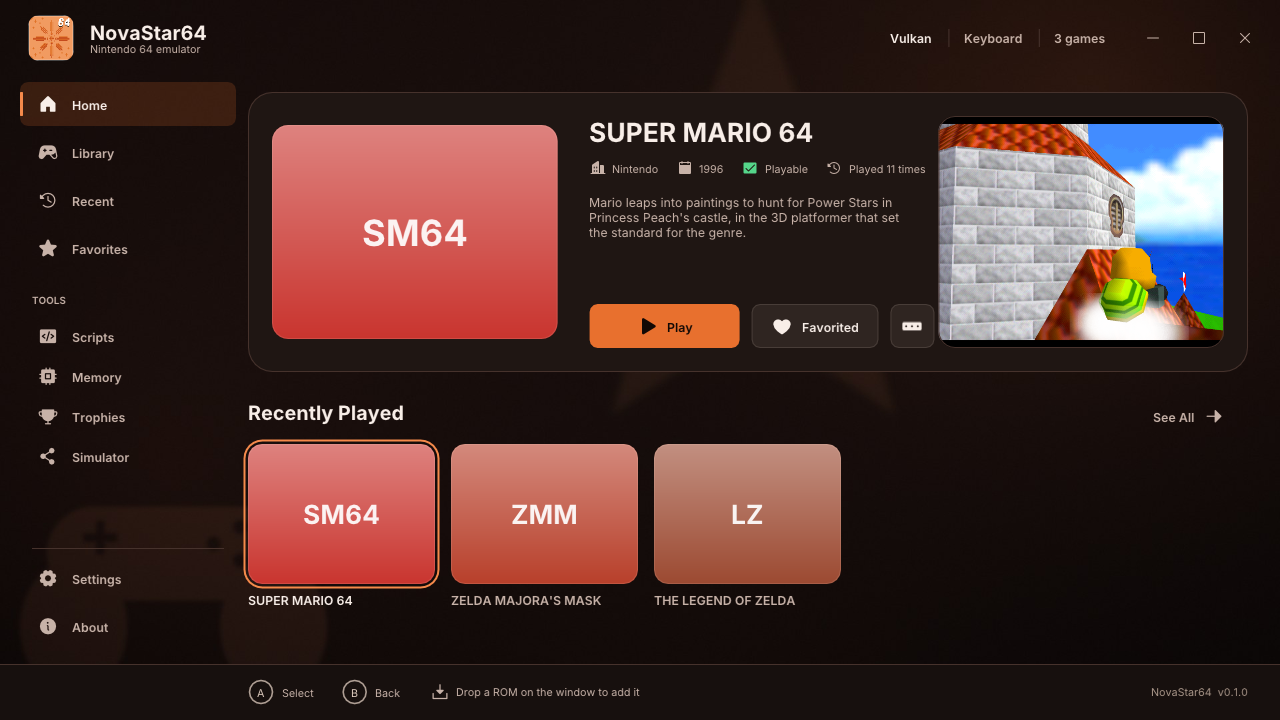 64
NovaStar64
Nintendo 64 emulator
Vulkan
Keyboard
3 games
Home
Library
Recent
Favorites
TOOLS
Scripts
Memory
Trophies
Simulator
Settings
About
SM64
SUPER MARIO 64
Nintendo
1996
Playable
Played 11 times
Mario leaps into paintings to hunt for Power Stars in
Princess Peach's castle, in the 3D platformer that set
the standard for the genre.
Play
Favorited
Recently Played
See All
SM64
ZMM
LZ
SUPER MARIO 64
ZELDA MAJORA'S MASK
THE LEGEND OF ZELDA
A Select
B Back
Drop a ROM on the window to add it
NovaStar64 v0.1.0